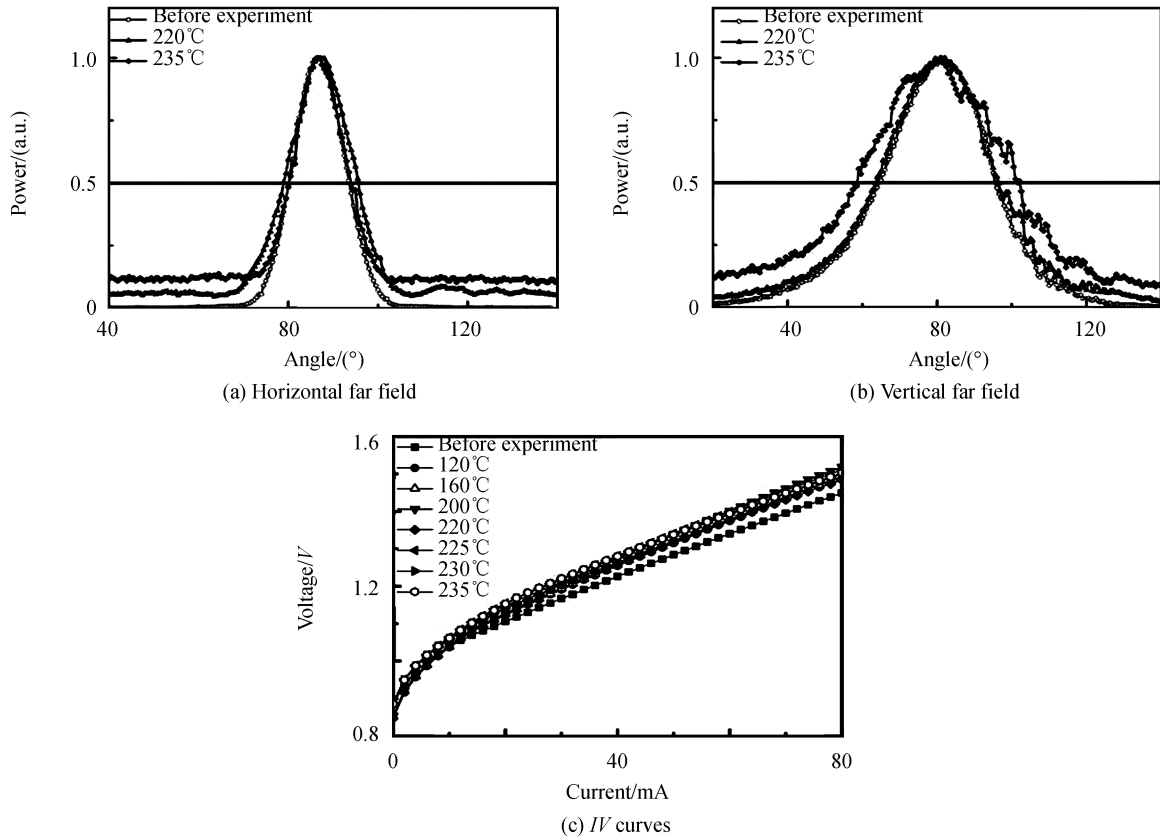 Before experiment
220℃
235℃
1.0
0.5
0
Power/(a.u.)
40
80
120
Angle/(°)
(a) Horizontal far field
Before experiment
220℃
235℃
1.0
0.5
0
Power/(a.u.)
40
80
120
Angle/(°)
(b) Vertical far field
Before experiment
120℃
160℃
200℃
220℃
225℃
230℃
235℃
1.6
1.2
0.8
Voltage/V
0
40
80
Current/mA
(c) IV curves